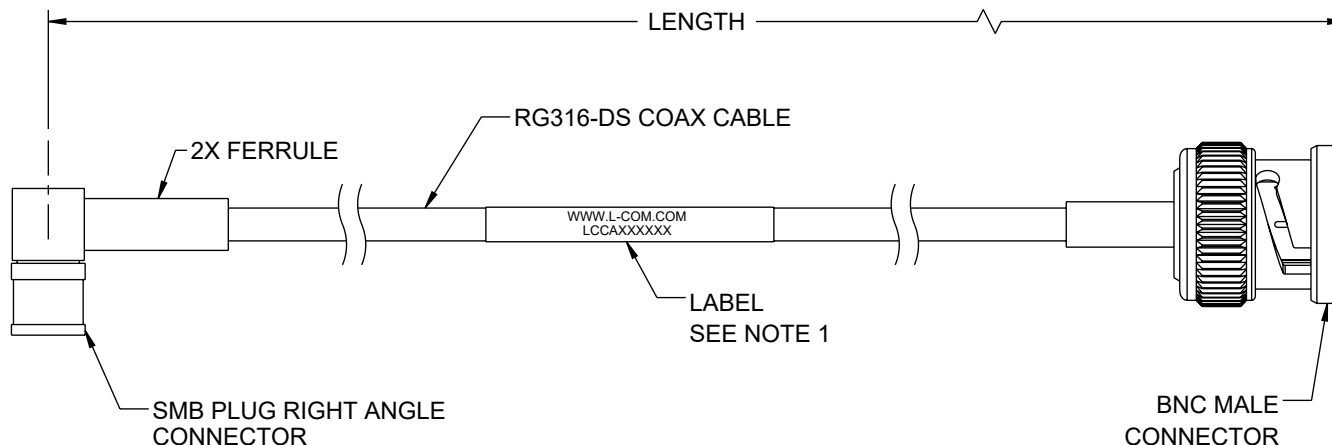 LENGTH
RG316-DS COAX CABLE
2X FERRULE
WWW.L-COM.COM
LCCAXXXXXX
LABEL
SEE NOTE 1
SMB PLUG RIGHT ANGLE
CONNECTOR
BNC MALE
CONNECTOR